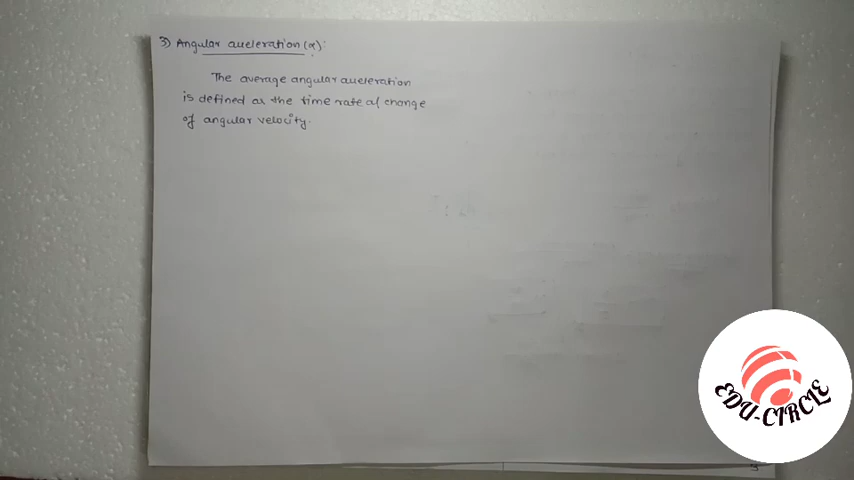 3) Angular acceleration (α):
The average angular acceleration
is defined as the time rate of change
of angular velocity.
EDU-CIRCLE
3